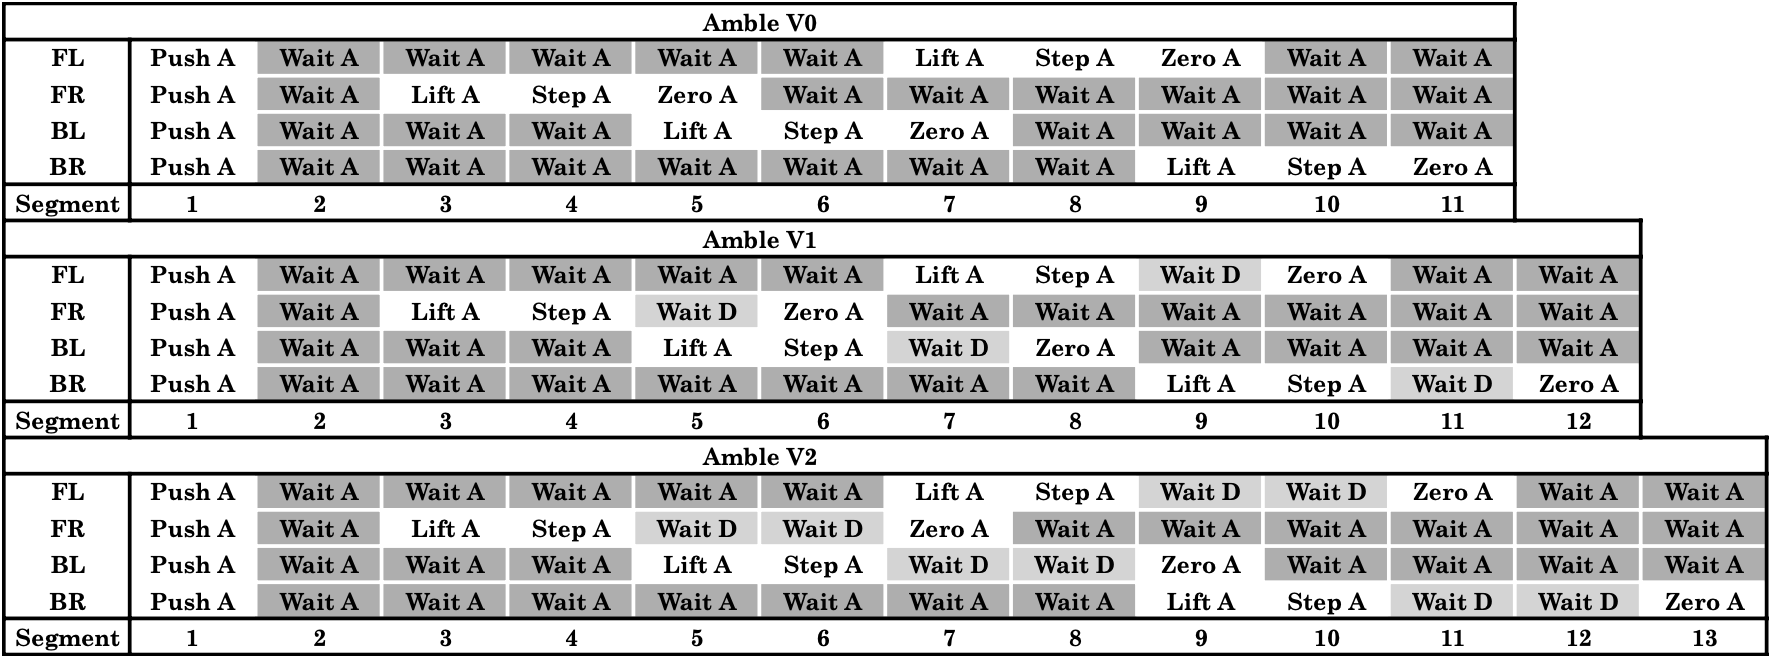 Amble V0
FL Push A Wait A Wait A Wait A Wait A Wait A Lift A Step A Zero A Wait A Wait A
FR Push A Wait A Lift A Step A Zero A Wait A Wait A Wait A Wait A Wait A Wait A
BL Push A Wait A Wait A Wait A Lift A Step A Zero A Wait A Wait A Wait A Wait A
BR Push A Wait A Wait A Wait A Wait A Wait A Wait A Wait A Lift A Step A Zero A
Segment 1 2 3 4 5 6 7 8 9 10 11
Amble V1
FL Push A Wait A Wait A Wait A Wait A Wait A Lift A Step A Wait D Zero A Wait A Wait A
FR Push A Wait A Lift A Step A Wait D Zero A Wait A Wait A Wait A Wait A Wait A Wait A
BL Push A Wait A Wait A Wait A Lift A Step A Wait D Zero A Wait A Wait A Wait A Wait A
BR Push A Wait A Wait A Wait A Wait A Wait A Wait A Wait A Lift A Step A Wait D Zero A
Segment 1 2 3 4 5 6 7 8 9 10 11 12
Amble V2
FL Push A Wait A Wait A Wait A Wait A Wait A Lift A Step A Wait D Wait D Zero A Wait A Wait A
FR Push A Wait A Lift A Step A Wait D Wait D Zero A Wait A Wait A Wait A Wait A Wait A Wait A
BL Push A Wait A Wait A Wait A Lift A Step A Wait D Wait D Zero A Wait A Wait A Wait A Wait A
BR Push A Wait A Wait A Wait A Wait A Wait A Wait A Wait A Lift A Step A Wait D Wait D Zero A
Segment 1 2 3 4 5 6 7 8 9 10 11 12 13